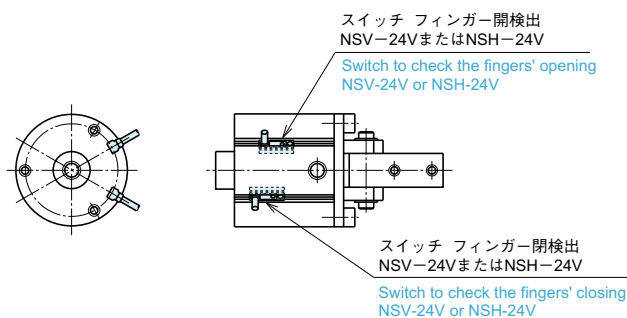 スイッチ フィンガー開検出
NSV－24VまたはNSH－24V
Switch to check the fingers' opening
NSV-24V or NSH-24V
スイッチ フィンガー閉検出
NSV－24VまたはNSH－24V
Switch to check the fingers' closing
NSV-24V or NSH-24V